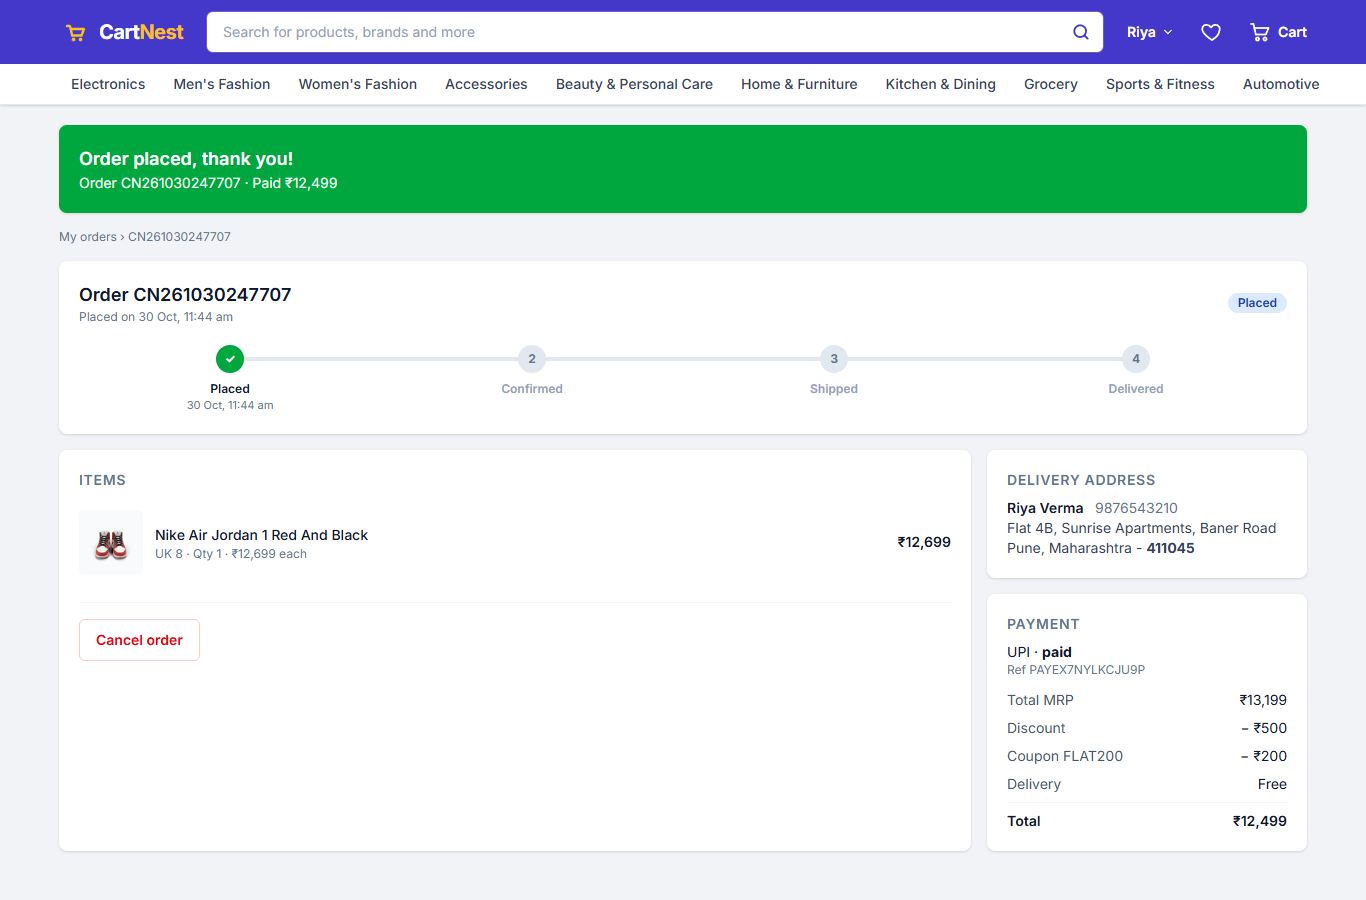 CartNest
Search for products, brands and more
Riya
Cart
Electronics
Men's Fashion
Women's Fashion
Accessories
Beauty & Personal Care
Home & Furniture
Kitchen & Dining
Grocery
Sports & Fitness
Automotive
Order placed, thank you!
Order CN261030247707 · Paid ₹12,499
My orders › CN261030247707
Order CN261030247707
Placed on 30 Oct, 11:44 am
Placed
2
3
4
Placed
Confirmed
Shipped
Delivered
30 Oct, 11:44 am
ITEMS
Nike Air Jordan 1 Red And Black
UK 8 · Qty 1 · ₹12,699 each
₹12,699
Cancel order
DELIVERY ADDRESS
Riya Verma 9876543210
Flat 4B, Sunrise Apartments, Baner Road
Pune, Maharashtra - 411045
PAYMENT
UPI · paid
Ref PAYEX7NYLKCJU9P
Total MRP ₹13,199
Discount – ₹500
Coupon FLAT200 – ₹200
Delivery Free
Total ₹12,499